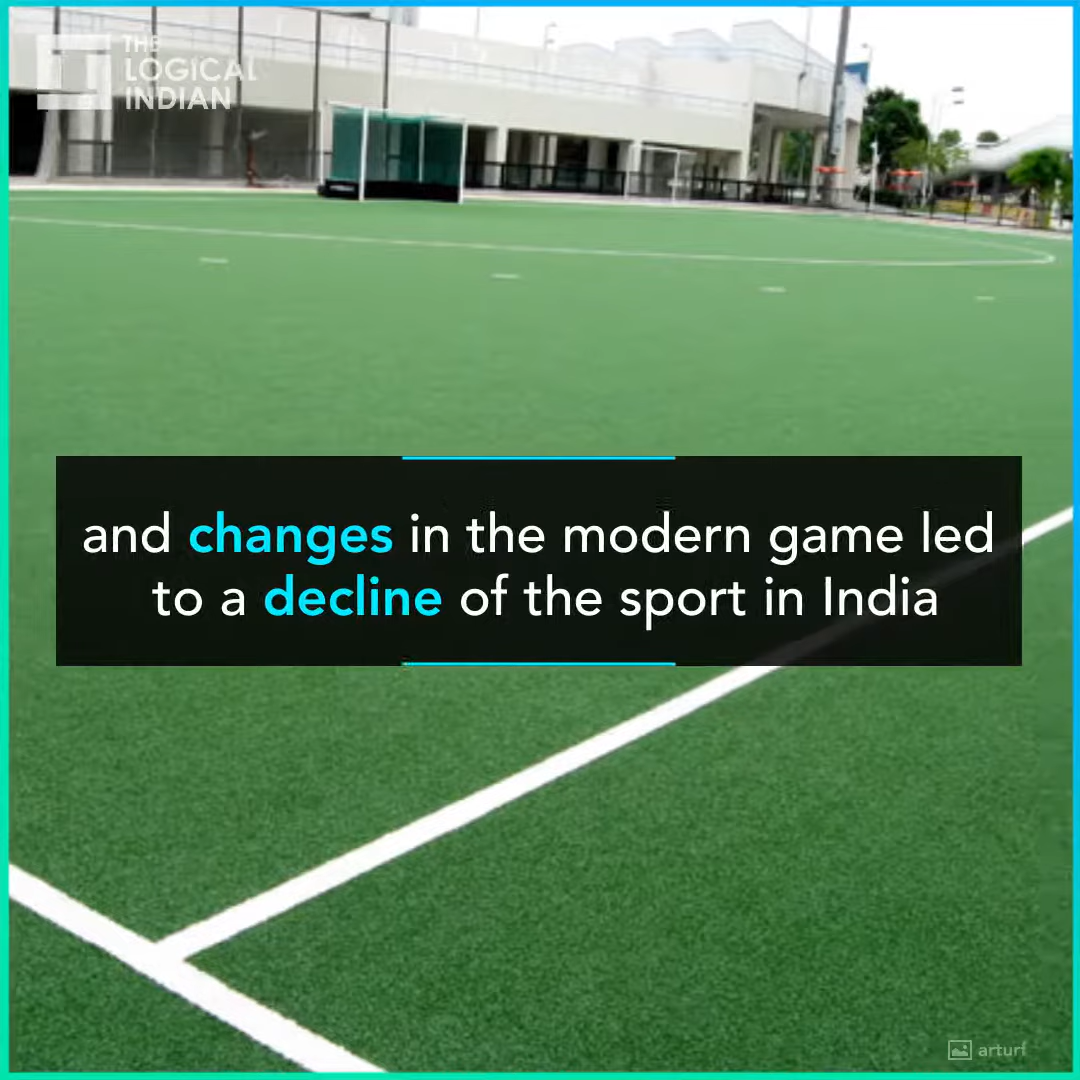 THE
LOGICAL
INDIAN
and changes in the modern game led
to a decline of the sport in India
arturf